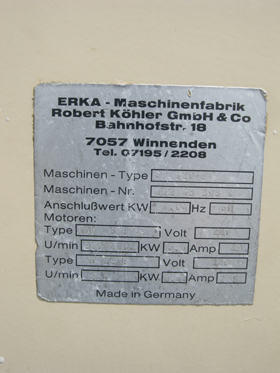 ERKA - Maschinenfabrik
Robert Köhler GmbH & Co
Bahnhofstr. 18
7057 Winnenden
Tel. 07195/2208
Maschinen - Type
Maschinen - Nr.
Anschlußwert KW Hz
Motoren:
Type Volt
U/min KW Amp
Type Volt
U/min KW Amp
Made in Germany